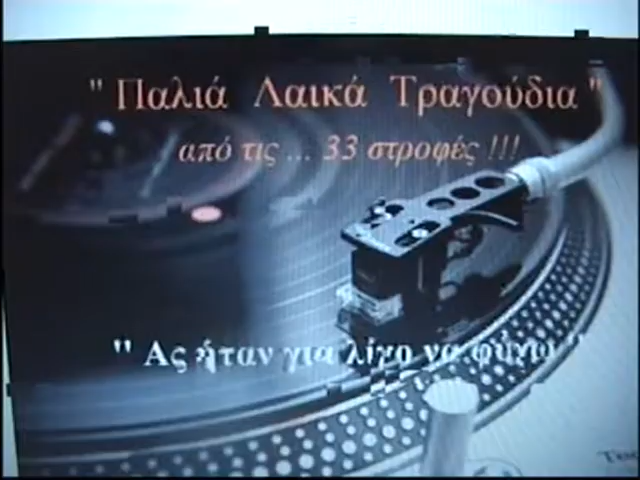 " Παλιά Λαικά Τραγούδια "
από τις ... 33 στροφές !!!
" Ας ήταν για λίγο να φύγω "